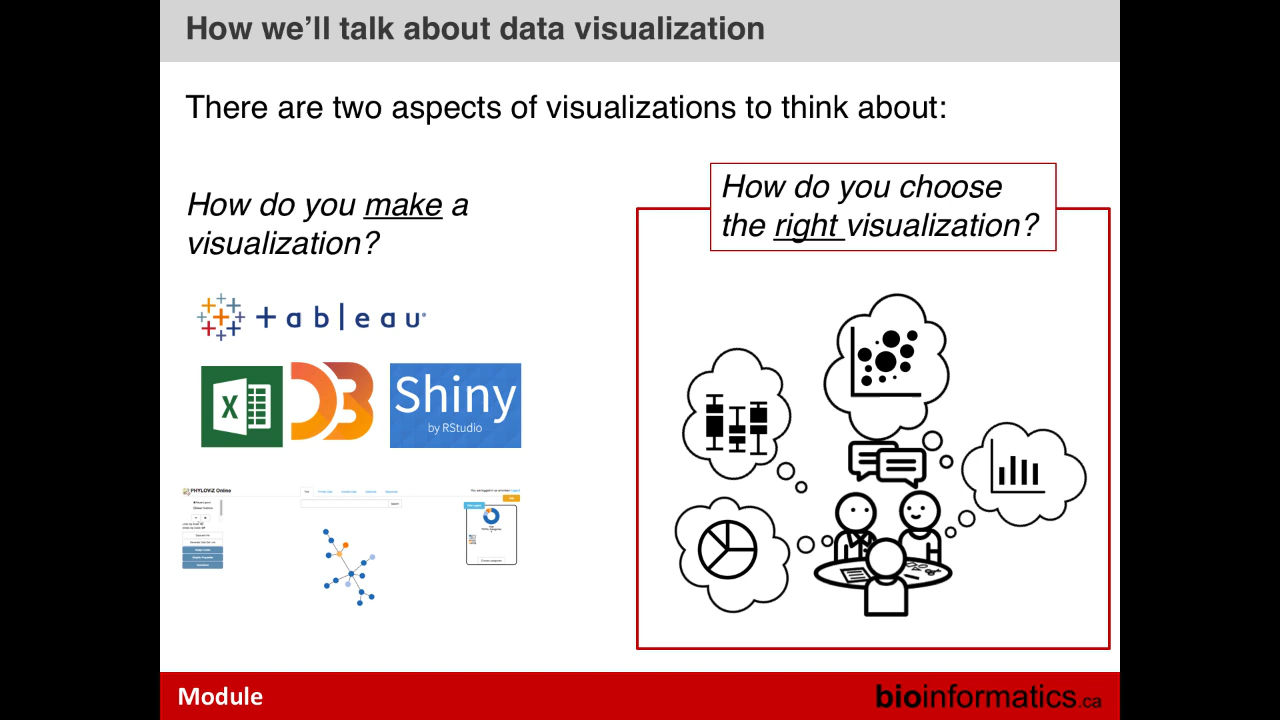 How we'll talk about data visualization
There are two aspects of visualizations to think about:
How do you make a
visualization?
+ a b l e a u
Shiny
by RStudio
PHYLOViZ Online
How do you choose
the right visualization?
Module
bioinformatics.ca